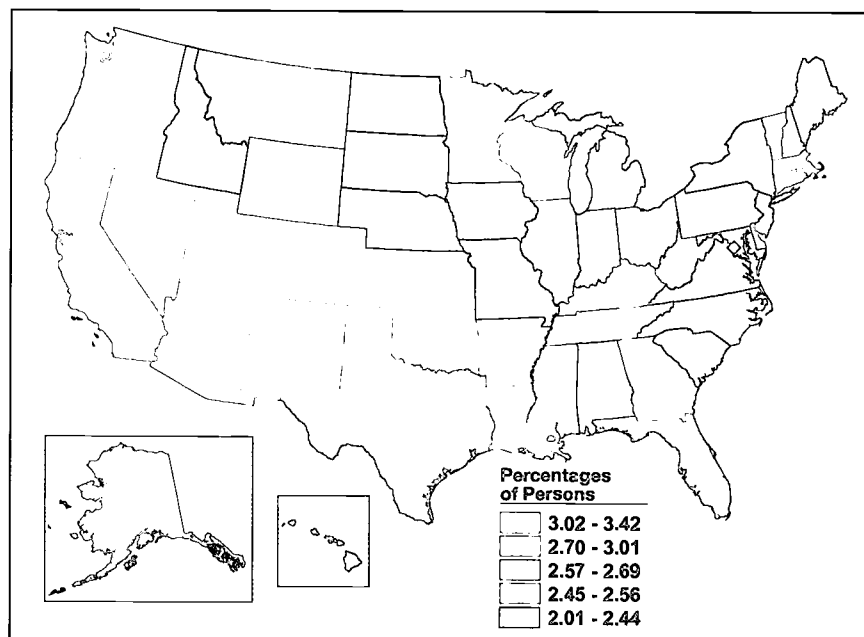 Percentages
of Persons
3.02 - 3.42
2.70 - 3.01
2.57 - 2.69
2.45 - 2.56
2.01 - 2.44